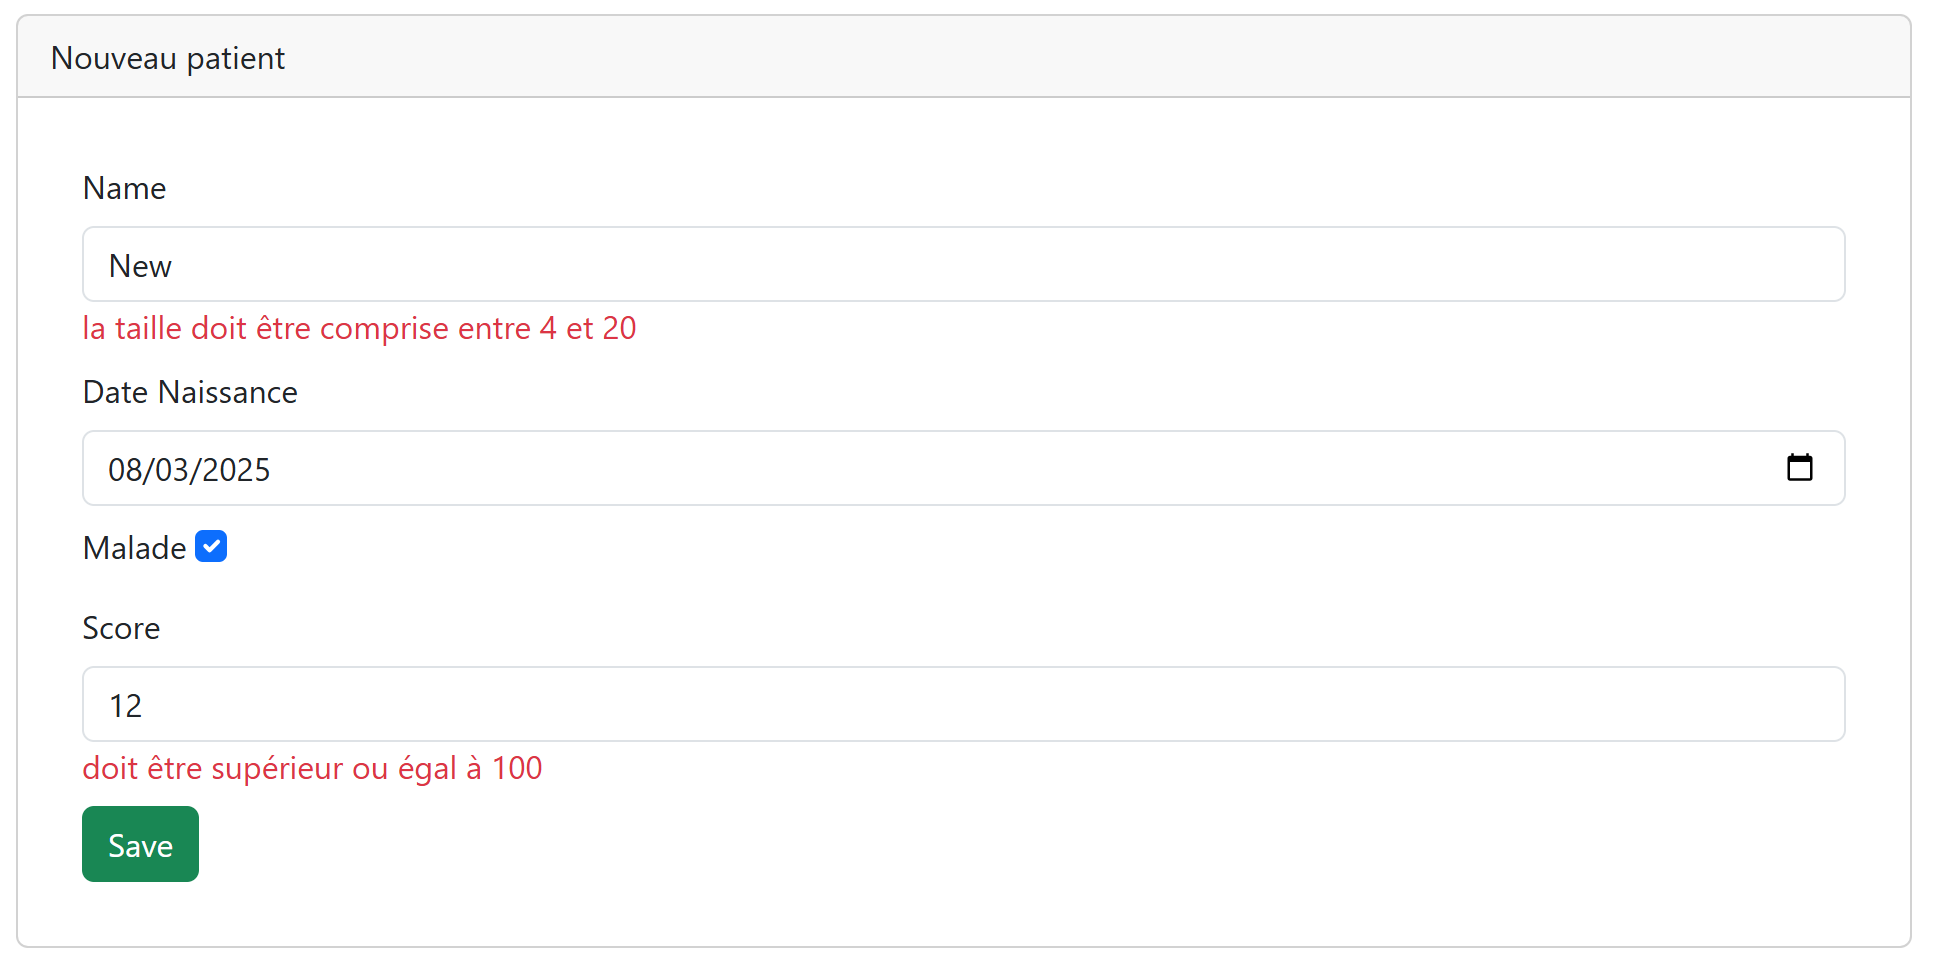 Nouveau patient
Name
New
la taille doit être comprise entre 4 et 20
Date Naissance
08/03/2025
Malade
Score
12
doit être supérieur ou égal à 100
Save